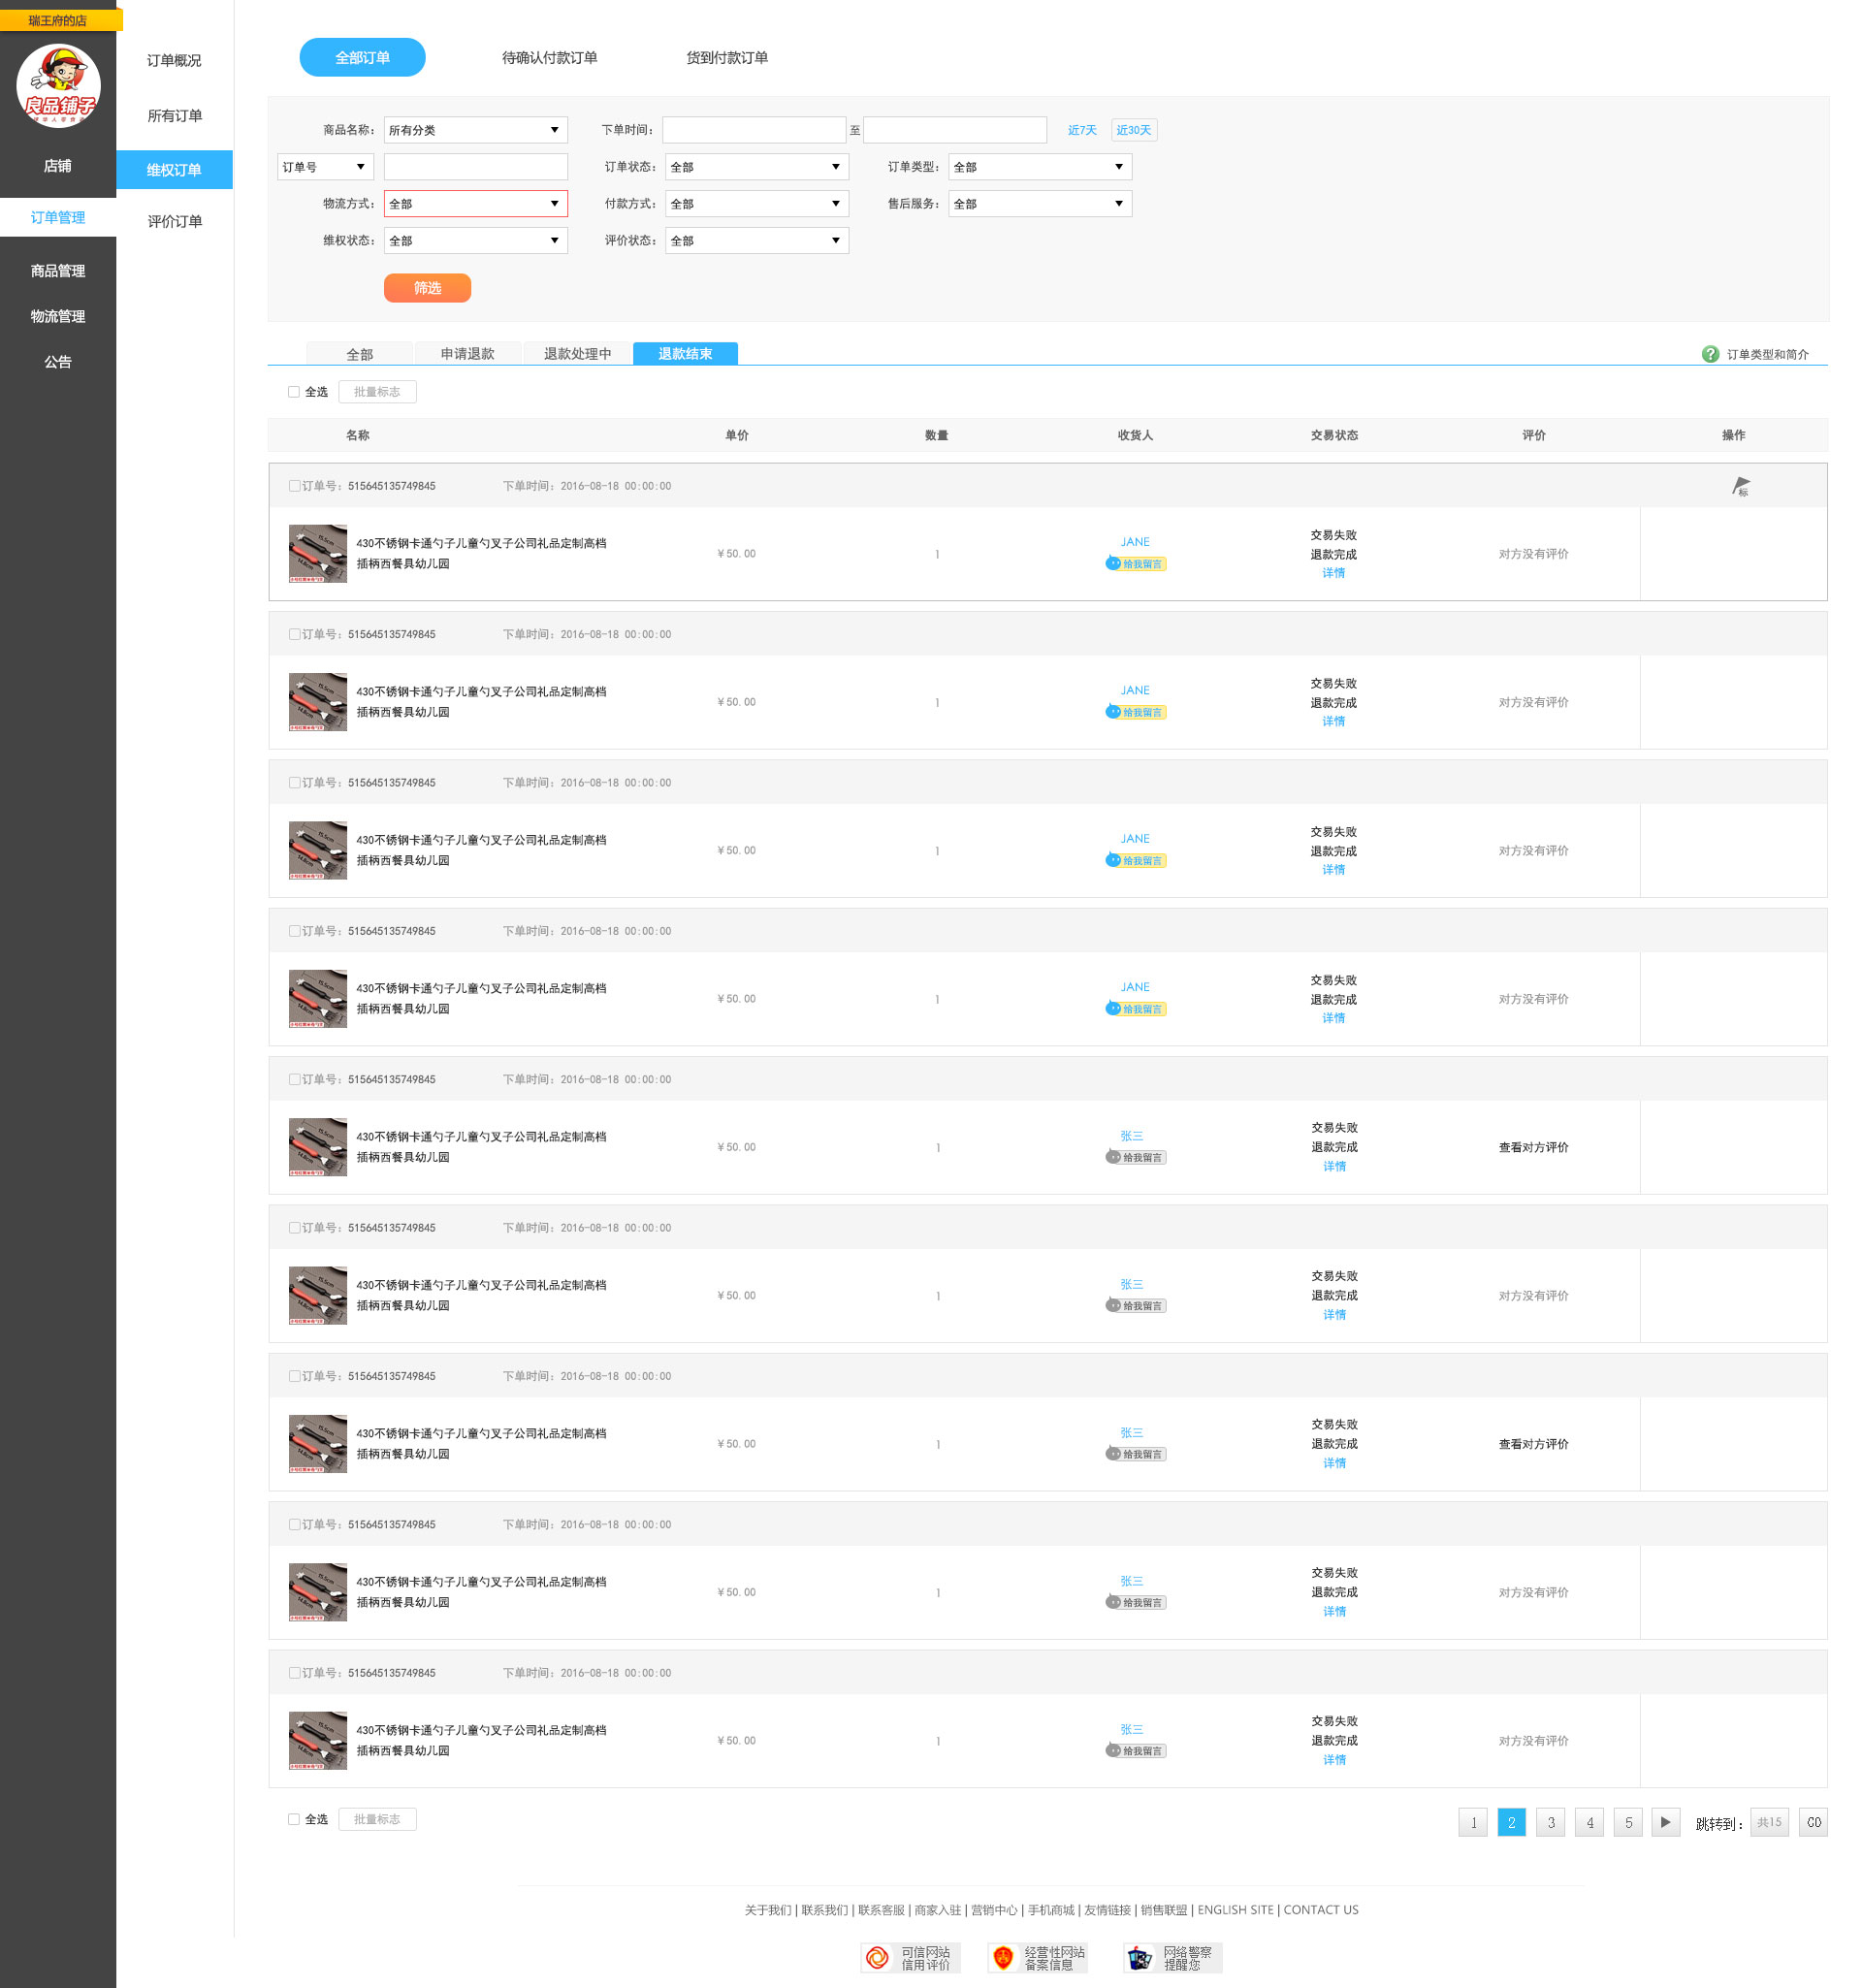 瑞王府的店
良品铺子
店铺
订单管理
商品管理
物流管理
公告
订单概况
所有订单
维权订单
评价订单
全部订单 待确认付款订单 货到付款订单
商品名称： 所有分类 下单时间： 至 近7天 近30天
订单号 订单状态： 全部 订单类型： 全部
物流方式： 全部 付款方式： 全部 售后服务： 全部
维权状态： 全部 评价状态： 全部
筛选
全部 申请退款 退款处理中 退款结束 订单类型和简介
全选 批量标志
名称 单价 数量 收货人 交易状态 评价 操作
订单号：515645135749845 下单时间：2016-08-18 00:00:00 标
430不锈钢卡通勺子儿童勺叉子公司礼品定制高档
插柄西餐具幼儿园
￥50.00 1 JANE 给我留言 交易失败 退款完成 详情 对方没有评价
订单号：515645135749845 下单时间：2016-08-18 00:00:00
430不锈钢卡通勺子儿童勺叉子公司礼品定制高档
插柄西餐具幼儿园
￥50.00 1 JANE 给我留言 交易失败 退款完成 详情 对方没有评价
订单号：515645135749845 下单时间：2016-08-18 00:00:00
430不锈钢卡通勺子儿童勺叉子公司礼品定制高档
插柄西餐具幼儿园
￥50.00 1 JANE 给我留言 交易失败 退款完成 详情 对方没有评价
订单号：515645135749845 下单时间：2016-08-18 00:00:00
430不锈钢卡通勺子儿童勺叉子公司礼品定制高档
插柄西餐具幼儿园
￥50.00 1 JANE 给我留言 交易失败 退款完成 详情 对方没有评价
订单号：515645135749845 下单时间：2016-08-18 00:00:00
430不锈钢卡通勺子儿童勺叉子公司礼品定制高档
插柄西餐具幼儿园
￥50.00 1 张三 给我留言 交易失败 退款完成 详情 查看对方评价
订单号：515645135749845 下单时间：2016-08-18 00:00:00
430不锈钢卡通勺子儿童勺叉子公司礼品定制高档
插柄西餐具幼儿园
￥50.00 1 张三 给我留言 交易失败 退款完成 详情 对方没有评价
订单号：515645135749845 下单时间：2016-08-18 00:00:00
430不锈钢卡通勺子儿童勺叉子公司礼品定制高档
插柄西餐具幼儿园
￥50.00 1 张三 给我留言 交易失败 退款完成 详情 查看对方评价
订单号：515645135749845 下单时间：2016-08-18 00:00:00
430不锈钢卡通勺子儿童勺叉子公司礼品定制高档
插柄西餐具幼儿园
￥50.00 1 张三 给我留言 交易失败 退款完成 详情 对方没有评价
订单号：515645135749845 下单时间：2016-08-18 00:00:00
430不锈钢卡通勺子儿童勺叉子公司礼品定制高档
插柄西餐具幼儿园
￥50.00 1 张三 给我留言 交易失败 退款完成 详情 对方没有评价
全选 批量标志
1 2 3 4 5 跳转到： 共15 GO
关于我们 | 联系我们 | 联系客服 | 商家入驻 | 营销中心 | 手机商城 | 友情链接 | 销售联盟 | ENGLISH SITE | CONTACT US
可信网站 经营性网站 网络警察
信用评价 备案信息 提醒您